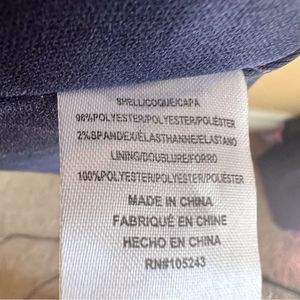 SHELL/COQUE/CAPA
98%POLYESTER/POLYESTER/POLIÉSTER
2%SPANDEX/ELASTHANNE/ELASTANO
LINING/DOUBLURE/FORRO
100%POLYESTER/POLYESTER/POLIÉSTER
MADE IN CHINA
FABRIQUÉ EN CHINE
HECHO EN CHINA
RN#105243